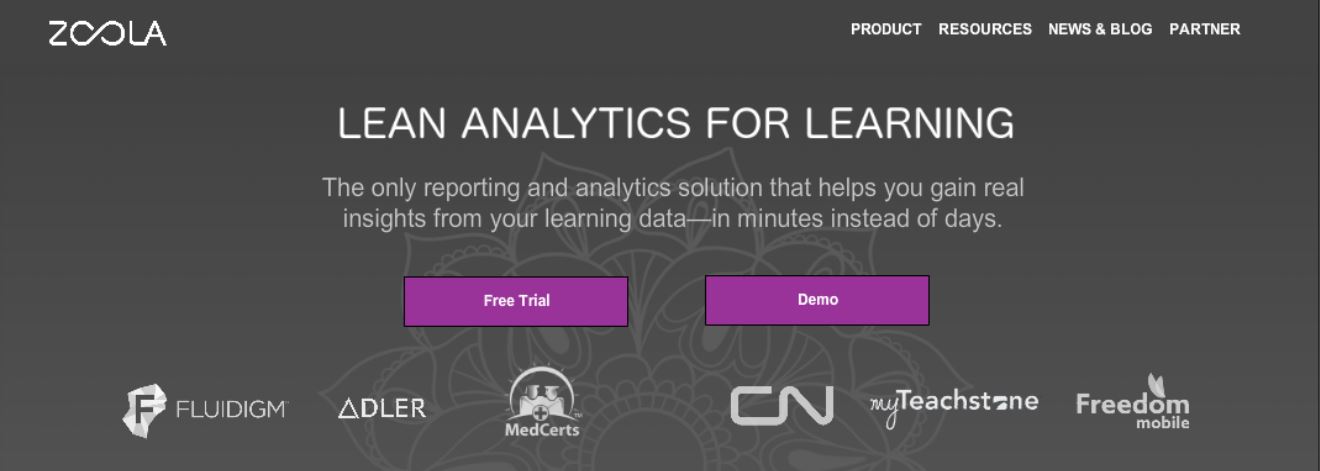 ZOOLA
PRODUCT RESOURCES NEWS & BLOG PARTNER
LEAN ANALYTICS FOR LEARNING
The only reporting and analytics solution that helps you gain real
insights from your learning data—in minutes instead of days.
Free Trial Demo
F FLUIDIGM™ ADLER MedCerts™ CN myTeachstone Freedom
mobile